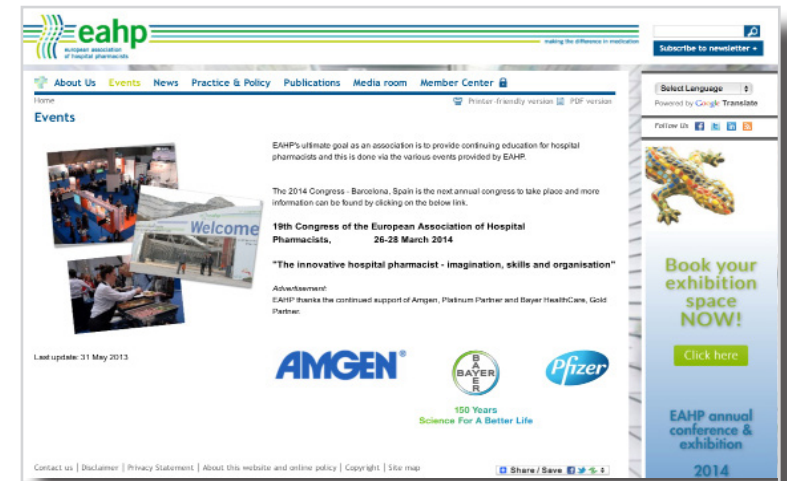 eahp
european association
of hospital pharmacists
making the difference in medication
Subscribe to newsletter +
About Us Events News Practice & Policy Publications Media room Member Center
Select Language
Powered by Google Translate
Home
Printer-friendly version PDF version
Follow Us
Events
EAHP's ultimate goal as an association is to provide continuing education for hospital
pharmacists and this is done via the various events provided by EAHP.
The 2014 Congress - Barcelona, Spain is the next annual congress to take place and more
information can be found by clicking on the below link.
Welcome
19th Congress of the European Association of Hospital
Pharmacists, 26-28 March 2014
"The innovative hospital pharmacist - imagination, skills and organisation"
Advertisement:
EAHP thanks the continued support of Amgen, Platinum Partner and Bayer HealthCare, Gold
Partner.
Last update: 31 May 2013
AMGEN®
BAYER
BAYER
Pfizer
150 Years
Science For A Better Life
Book your
exhibition
space
NOW!
Click here
EAHP annual
conference &
exhibition
2014
Contact us | Disclaimer | Privacy Statement | About this website and online policy | Copyright | Site map
Share / Save